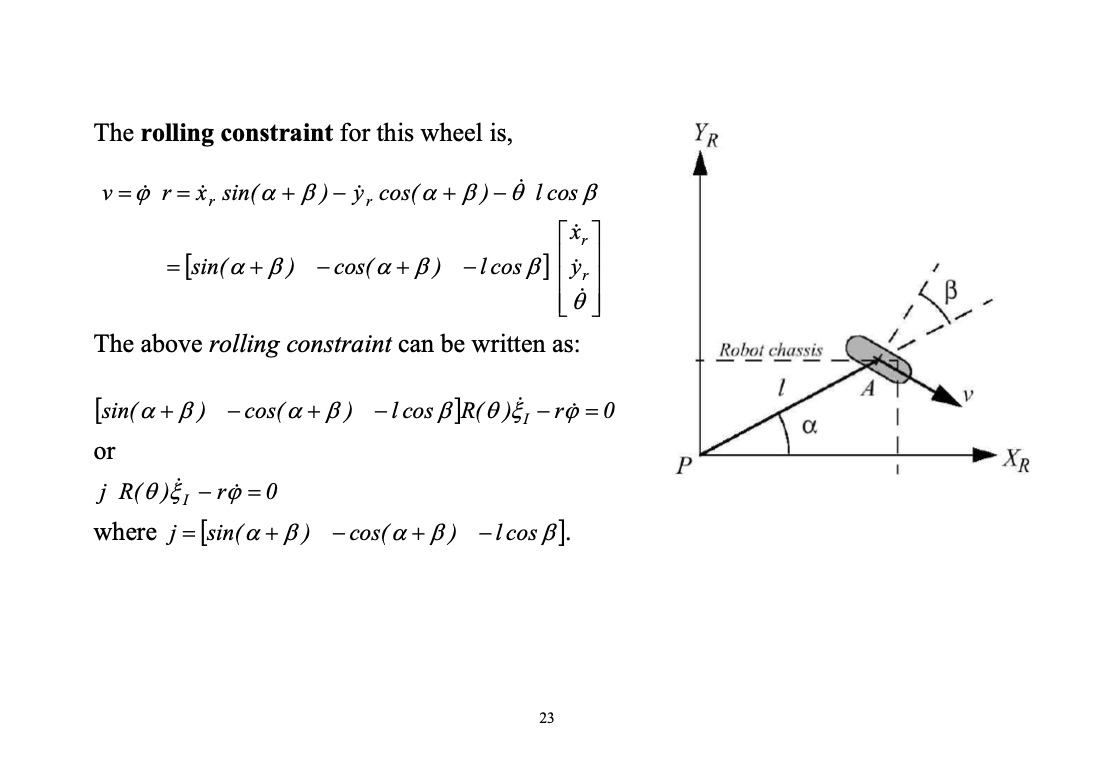 The rolling constraint for this wheel is,
v = φ̇ r = ẋ_r sin( α + β ) − ẏ_r cos( α + β ) − θ̇ l cos β
= [sin( α + β ) − cos( α + β ) − l cos β] [ẋ_r ẏ_r θ̇]
The above rolling constraint can be written as:
[sin( α + β ) − cos( α + β ) − l cos β]R(θ)ξ̇_I − rφ̇ = 0
or
j R(θ)ξ̇_I − rφ̇ = 0
where j = [sin( α + β ) − cos( α + β ) − l cos β].
Y_R
β
Robot chassis
l
A
v
α
P
X_R
23